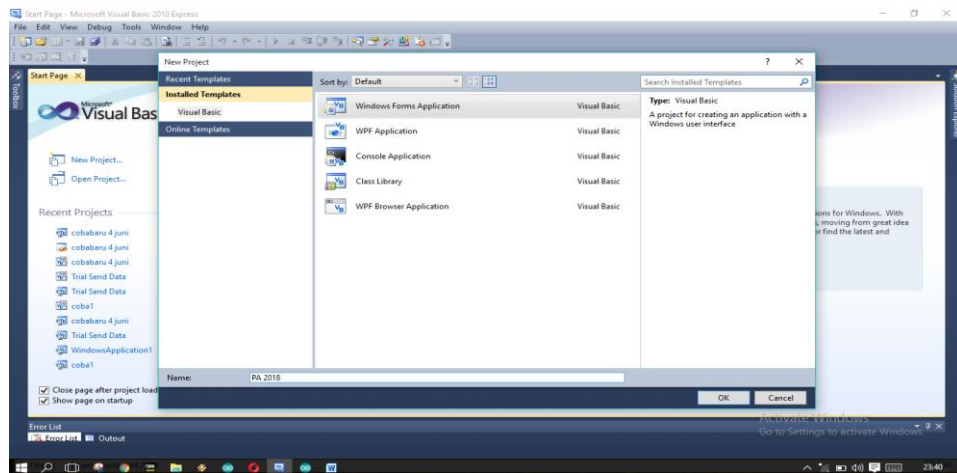 Start Page - Microsoft Visual Basic 2010 Express
File Edit View Debug Tools Window Help
Toolbox
Start Page
Microsoft
Visual Bas
New Project...
Open Project...
Recent Projects
cobabaru 4 juni
cobabaru 4 juni
cobabaru 4 juni
Trial Send Data
Trial Send Data
coba1
cobabaru 4 juni
Trial Send Data
WindowsApplication1
coba1
Close page after project load
Show page on startup
New Project
? ×
Recent Templates
Installed Templates
Visual Basic
Online Templates
Sort by: Default
Search Installed Templates
Windows Forms Application Visual Basic
WPF Application Visual Basic
Console Application Visual Basic
Class Library Visual Basic
WPF Browser Application Visual Basic
Type: Visual Basic
A project for creating an application with a
Windows user interface
Name: PA 2018
OK Cancel
ions for Windows. With
, moving from great idea
or find the latest and
Solution Explorer
Activate Windows
Go to Settings to activate Windows.
Error List
Error List Output
23:40